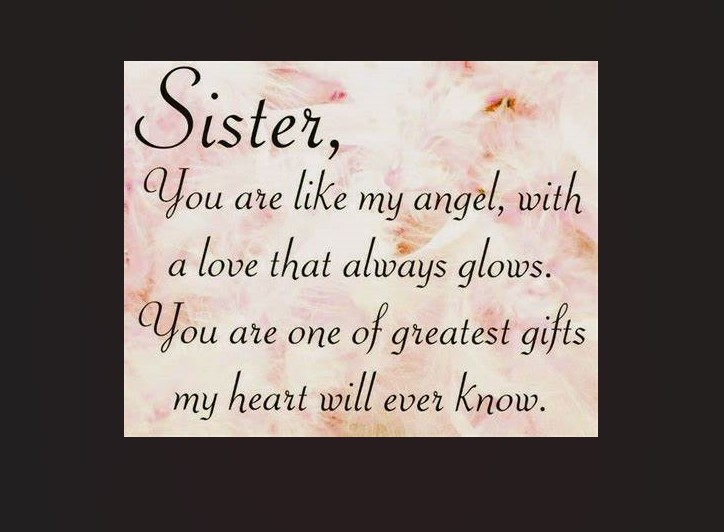 Sister,
You are like my angel, with
a love that always glows.
You are one of greatest gifts
my heart will ever know.